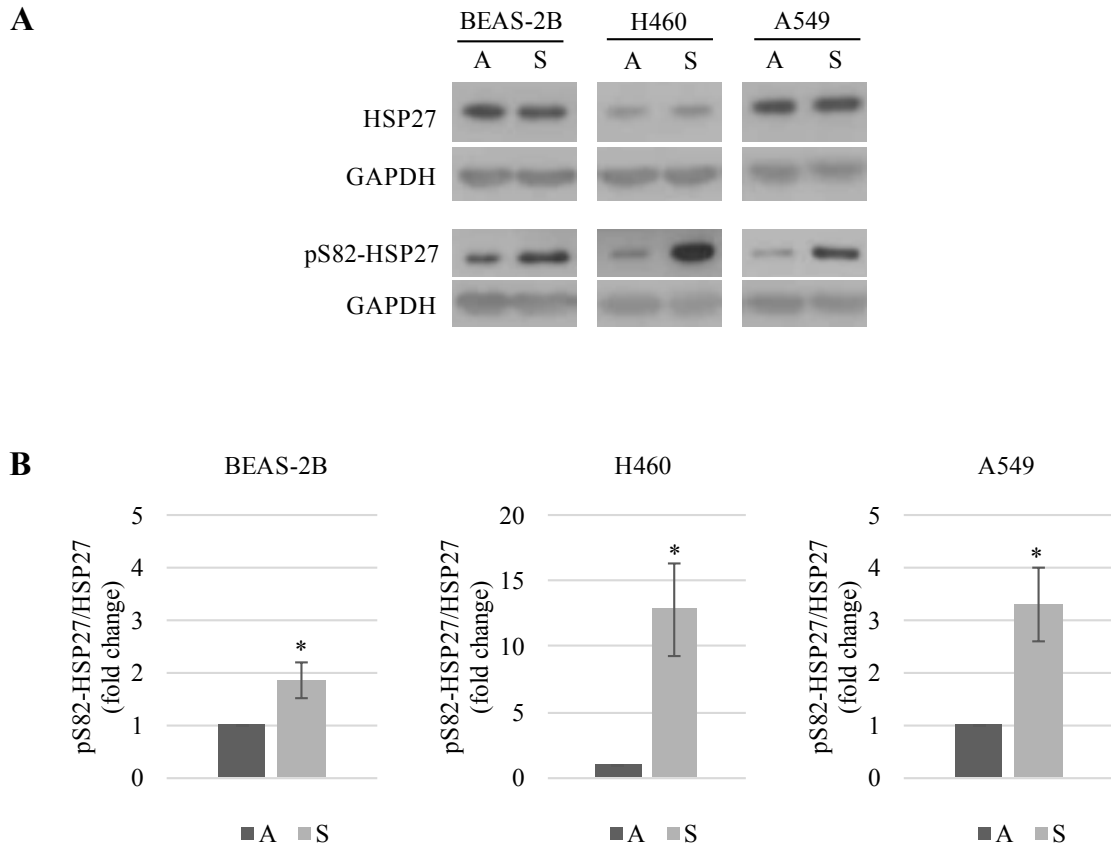 A
BEAS-2B H460 A549
A S A S A S
HSP27
GAPDH
pS82-HSP27
GAPDH
B
BEAS-2B
pS82-HSP27/HSP27
(fold change)
5
4
3
2
1
0
*
A S
H460
pS82-HSP27/HSP27
(fold change)
20
15
10
5
0
*
A S
A549
pS82-HSP27/HSP27
(fold change)
5
4
3
2
1
0
*
A S